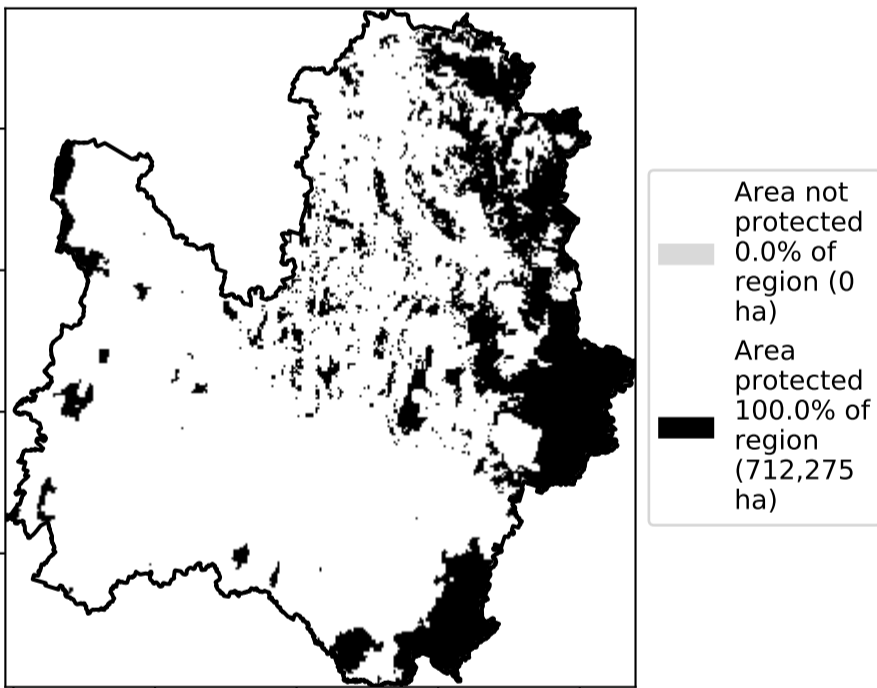 Area not
protected
0.0% of
region (0
ha)
Area
protected
100.0% of
region
(712,275
ha)